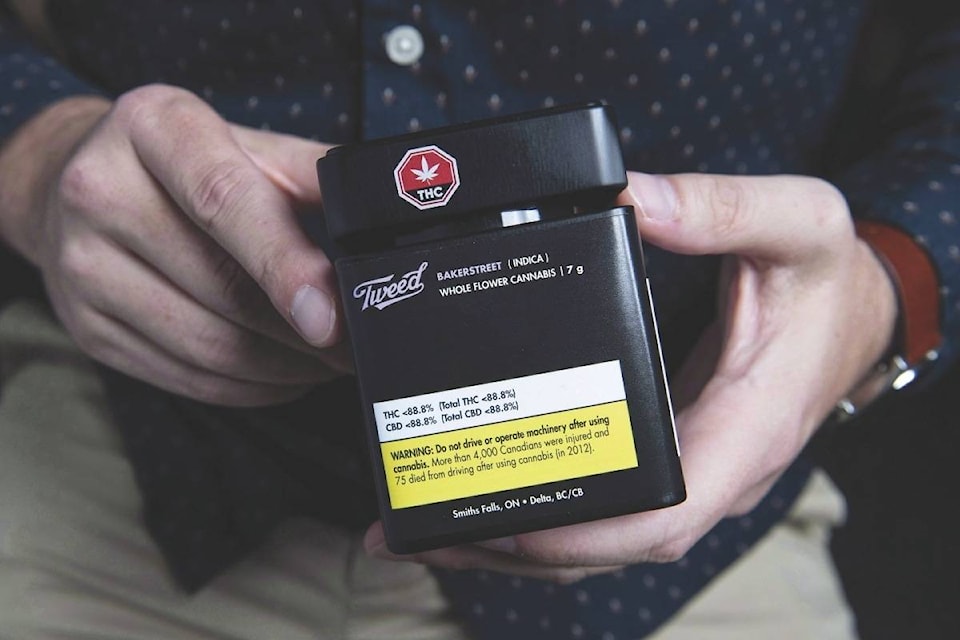 THC
Tweed
BAKERSTREET (INDICA)
WHOLE FLOWER CANNABIS | 7 g
THC <88.8% (Total THC <88.8%)
CBD <88.8% (Total CBD <88.8%)
WARNING: Do not drive or operate machinery after using
cannabis. More than 4,000 Canadians were injured and
75 died from driving after using cannabis (in 2012).
Smiths Falls, ON • Delta, BC/CB